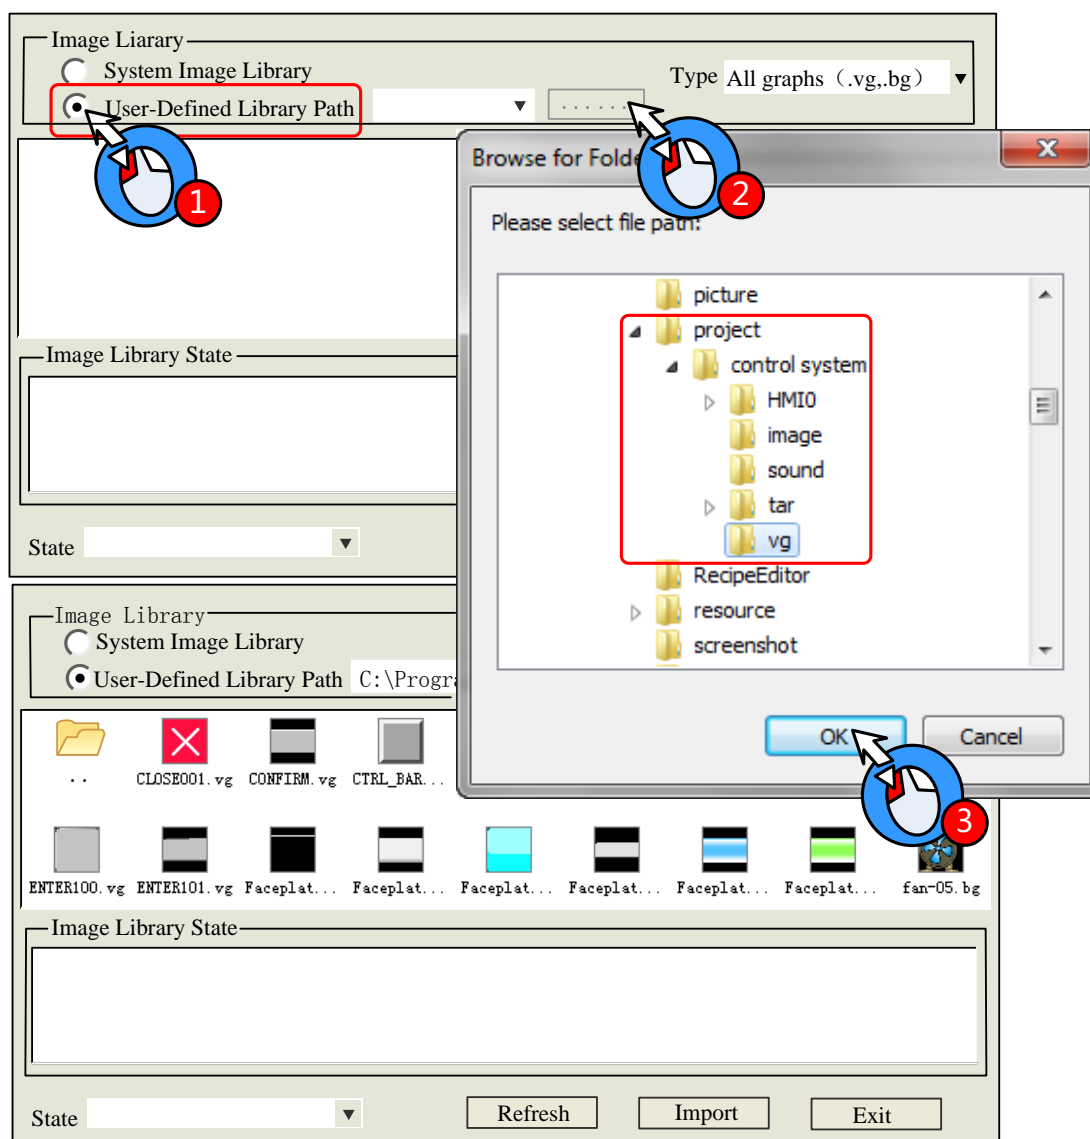 Image Liarary
System Image Library
Type All graphs（.vg,.bg） ▼
User-Defined Library Path ▼ ......
1
2
Browse for Folde
Please select file path:
picture
project
control system
HMI0
image
sound
tar
vg
RecipeEditor
resource
screenshot
OK
Cancel
3
Image Library State
State ▼
Image Library
System Image Library
User-Defined Library Path C:\Progra
..
CLOSE001.vg CONFIRM.vg CTRL_BAR...
ENTER100.vg ENTER101.vg Faceplat... Faceplat... Faceplat... Faceplat... Faceplat... Faceplat... fan-05.bg
Image Library State
State ▼
Refresh
Import
Exit